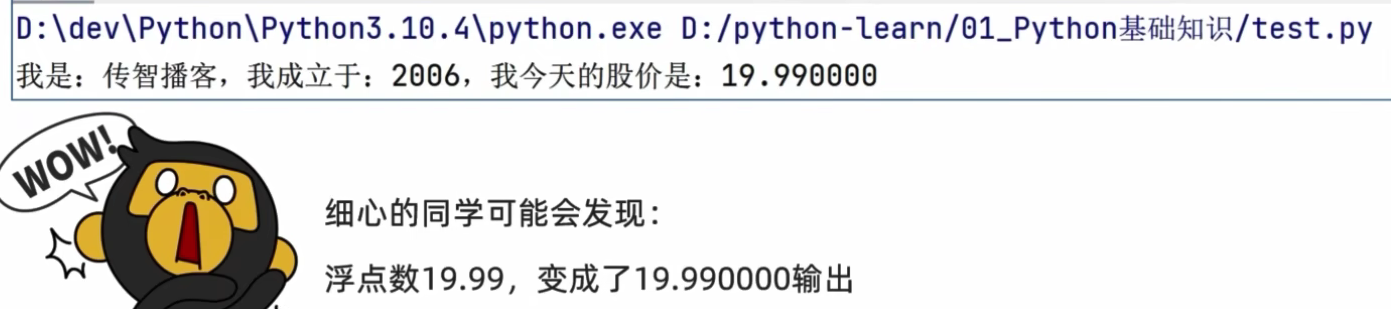 D:\dev\Python\Python3.10.4\python.exe D:/python-learn/01_Python基础知识/test.py
我是：传智播客，我成立于：2006，我今天的股价是：19.990000
WOW!
细心的同学可能会发现：
浮点数19.99，变成了19.990000输出